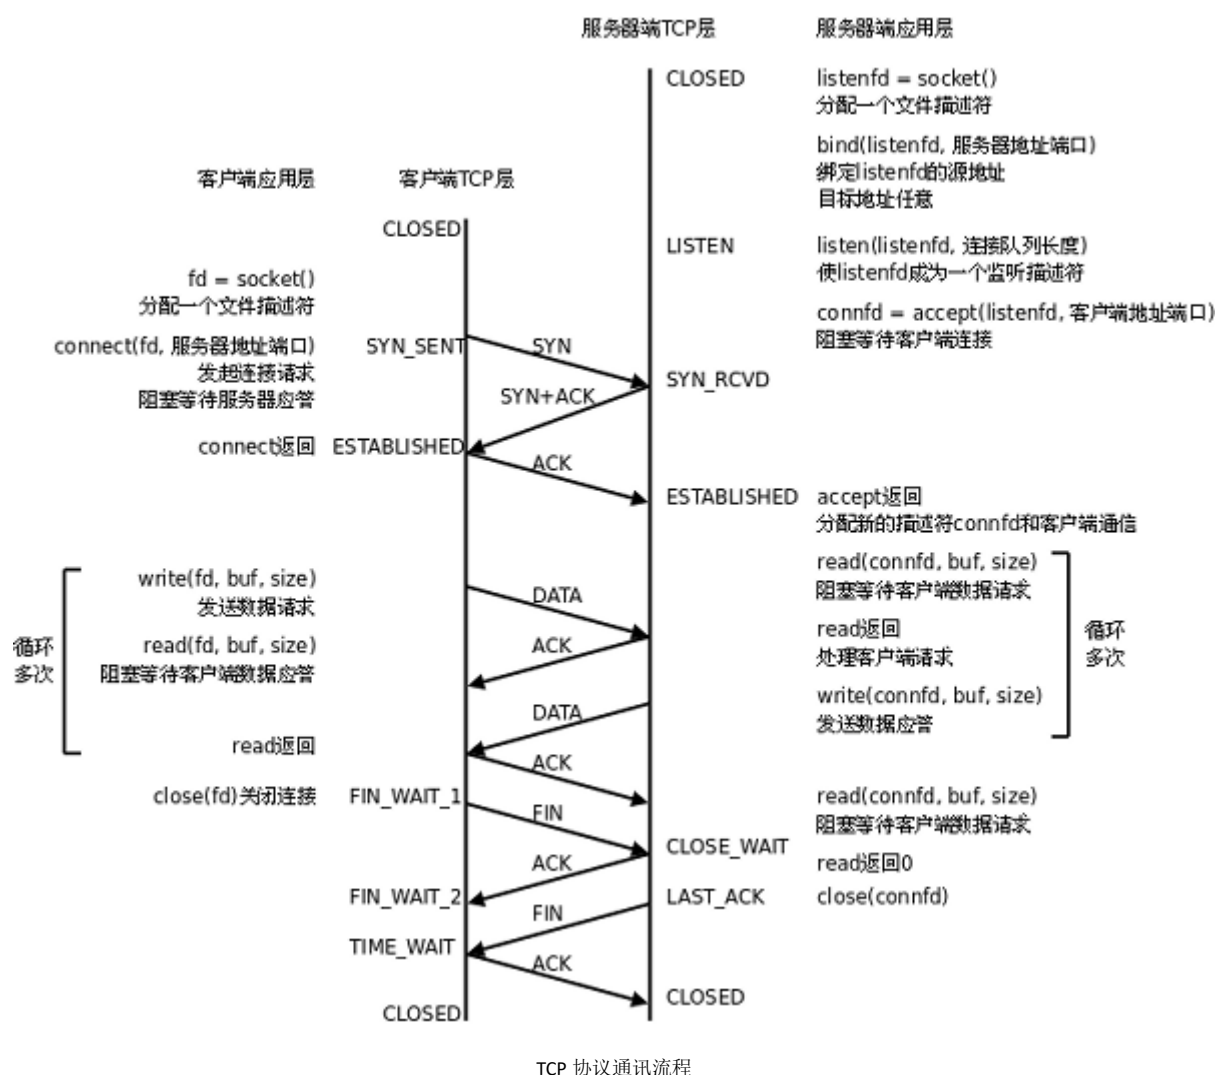 服务器端TCP层
服务器端应用层
CLOSED
listenfd = socket()
分配一个文件描述符
bind(listenfd, 服务器地址端口)
绑定listenfd的源地址
目标地址任意
客户端应用层
客户端TCP层
CLOSED
LISTEN
listen(listenfd, 连接队列长度)
使listenfd成为一个监听描述符
fd = socket()
分配一个文件描述符
connfd = accept(listenfd, 客户端地址端口)
阻塞等待客户端连接
connect(fd, 服务器地址端口)
发起连接请求
阻塞等待服务器应管
SYN_SENT
SYN
SYN_RCVD
SYN+ACK
connect返回
ESTABLISHED
ACK
ESTABLISHED
accept返回
分配新的描述符connfd和客户端通信
循环
多次
write(fd, buf, size)
发送数据请求
read(fd, buf, size)
阻塞等待客户端数据应管
read返回
DATA
ACK
DATA
ACK
read(connfd, buf, size)
阻塞等待客户端数据请求
read返回
处理客户端请求
write(connfd, buf, size)
发送数据应管
循环
多次
close(fd)关闭连接
FIN_WAIT_1
FIN
read(connfd, buf, size)
阻塞等待客户端数据请求
CLOSE_WAIT
read返回0
ACK
FIN_WAIT_2
LAST_ACK
close(connfd)
FIN
TIME_WAIT
ACK
CLOSED
CLOSED
TCP 协议通讯流程